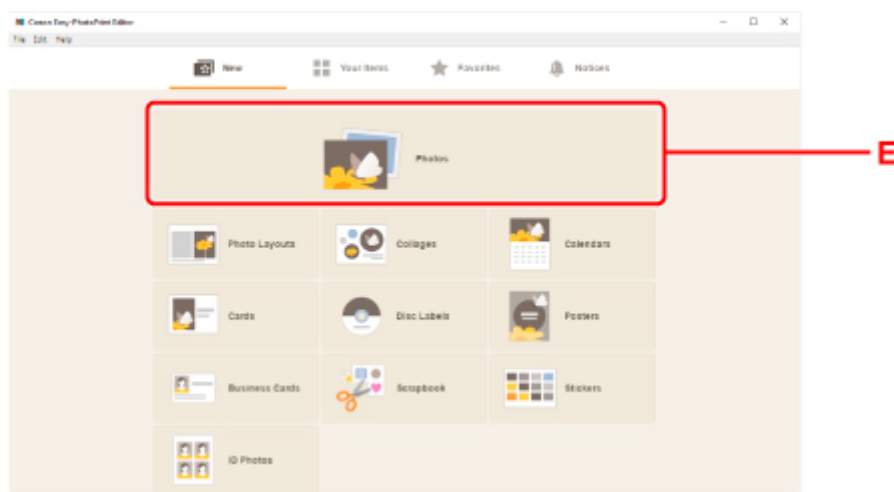 Canon Easy-PhotoPrint Editor
File Edit Help
New Your Items Favorites Notices
Photos
E
Photo Layouts Collages Calendars
Cards Disc Labels Posters
Business Cards Scrapbook Stickers
ID Photos